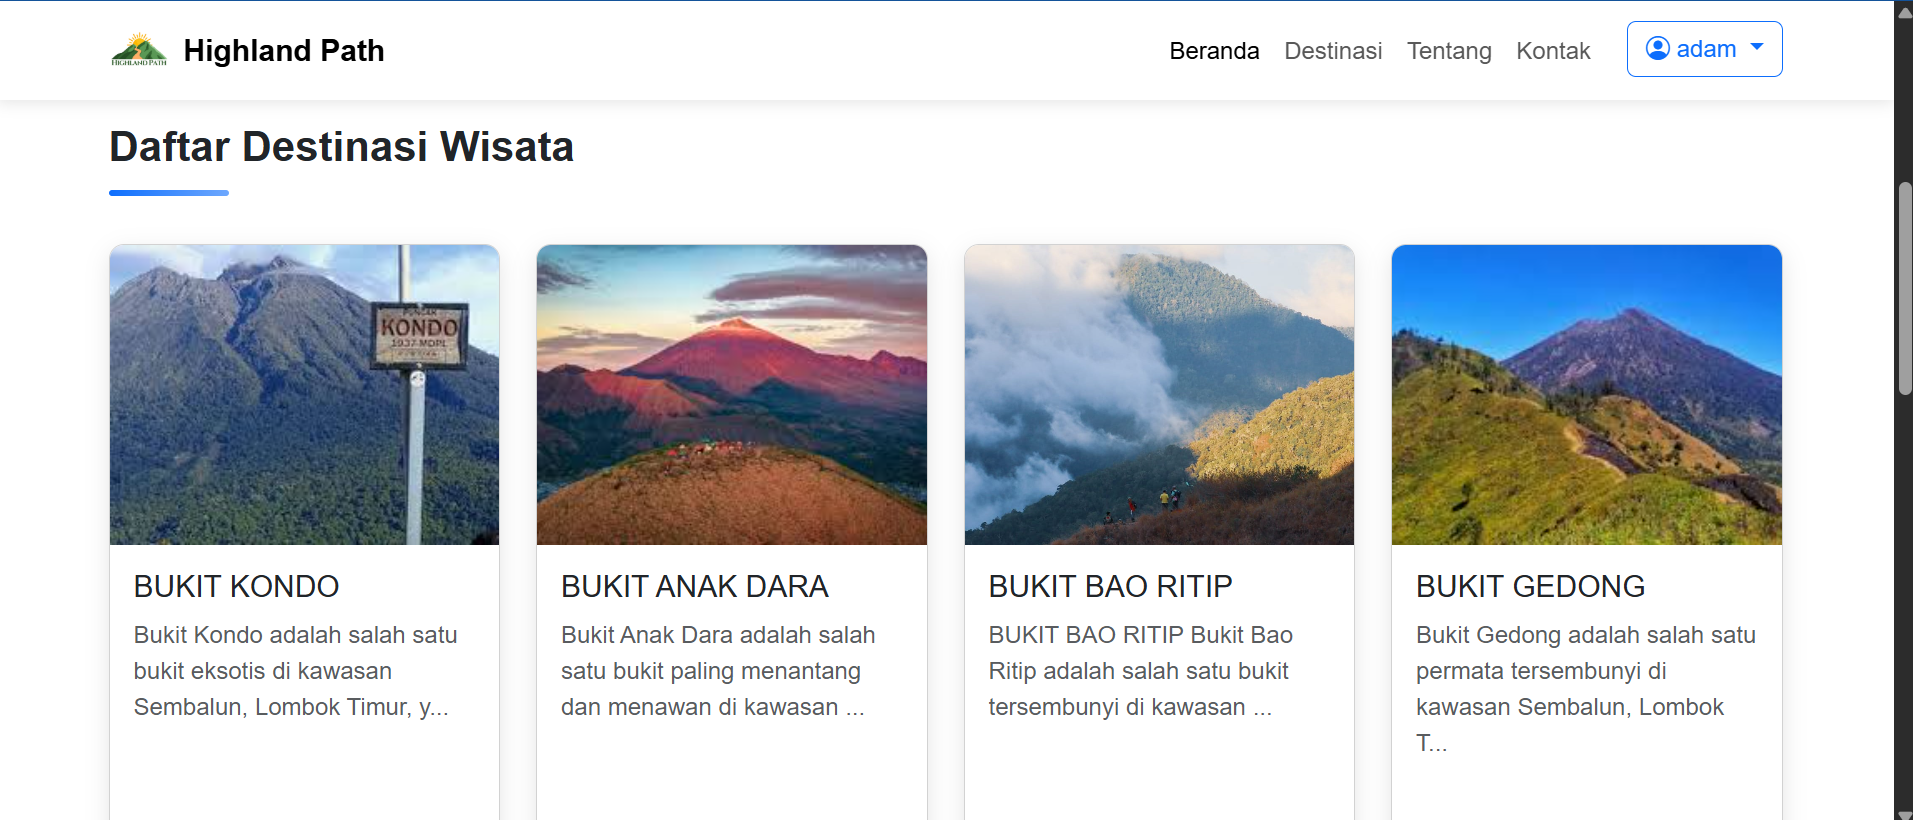 HIGHLAND PATH
Highland Path
Beranda
Destinasi
Tentang
Kontak
adam
Daftar Destinasi Wisata
PUNCAK
KONDO
1937 MDPL
BUKIT KONDO
Bukit Kondo adalah salah satu
bukit eksotis di kawasan
Sembalun, Lombok Timur, y...
BUKIT ANAK DARA
Bukit Anak Dara adalah salah
satu bukit paling menantang
dan menawan di kawasan ...
BUKIT BAO RITIP
BUKIT BAO RITIP Bukit Bao
Ritip adalah salah satu bukit
tersembunyi di kawasan ...
BUKIT GEDONG
Bukit Gedong adalah salah satu
permata tersembunyi di
kawasan Sembalun, Lombok
T...